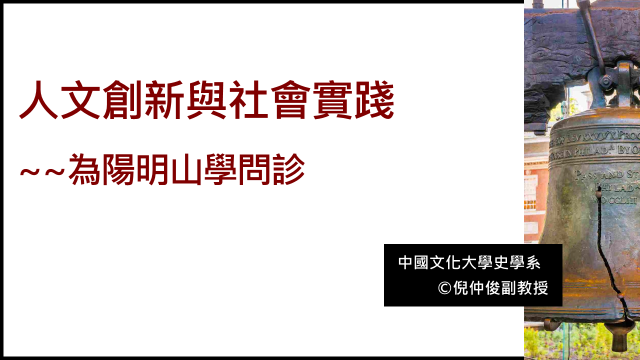 人文創新與社會實踐
~~為陽明山學問診
中國文化大學史學系
©倪仲俊副教授